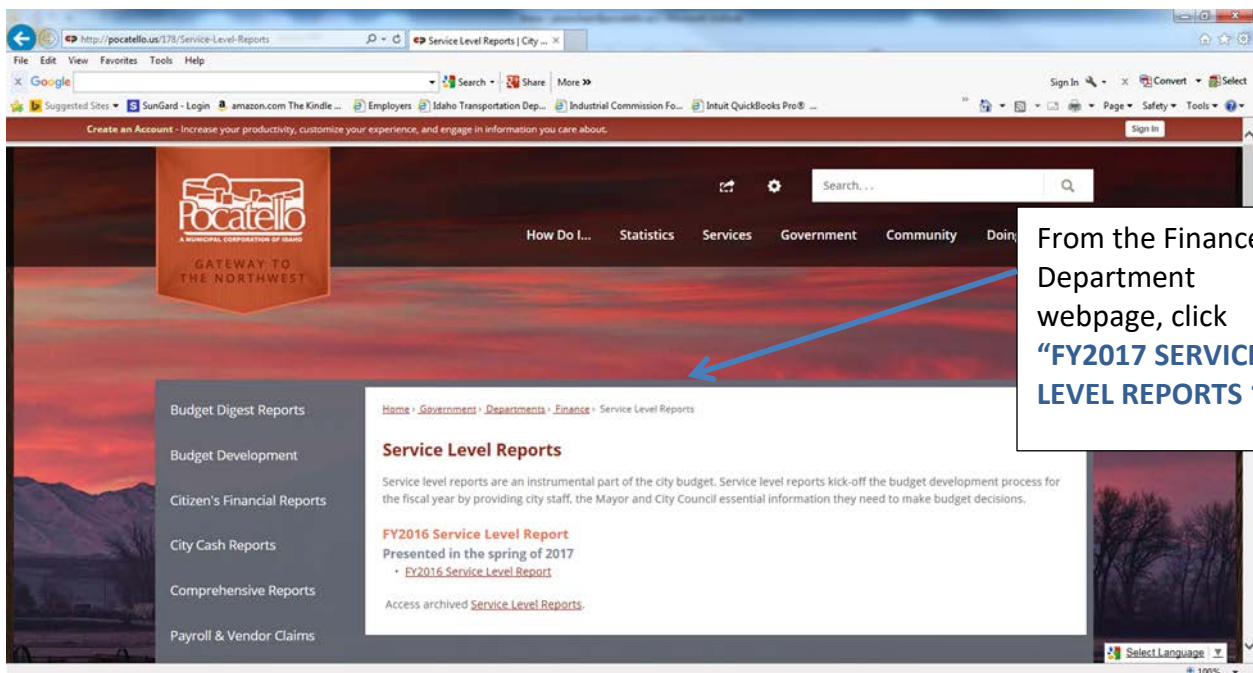 http://pocatello.us/178/Service-Level-Reports
Service Level Reports | City ... ×
File Edit View Favorites Tools Help
× Google Search Share More » Sign In × Convert Select
Suggested Sites SunGard - Login amazon.com The Kindle ... Employers Idaho Transportation Dep... Industrial Commission Fo... Intuit QuickBooks Pro® ... » Page Safety Tools
Create an Account - Increase your productivity, customize your experience, and engage in information you care about. Sign In
Pocatello
A MUNICIPAL CORPORATION OF IDAHO
GATEWAY TO
THE NORTHWEST
Search...
How Do I... Statistics Services Government Community Doin
From the Finance
Department
webpage, click
“FY2017 SERVICE
LEVEL REPORTS “
Budget Digest Reports
Budget Development
Citizen's Financial Reports
City Cash Reports
Comprehensive Reports
Payroll & Vendor Claims
Home › Government › Departments › Finance › Service Level Reports
Service Level Reports
Service level reports are an instrumental part of the city budget. Service level reports kick-off the budget development process for
the fiscal year by providing city staff, the Mayor and City Council essential information they need to make budget decisions.
FY2016 Service Level Report
Presented in the spring of 2017
• FY2016 Service Level Report
Access archived Service Level Reports.
Select Language
100%